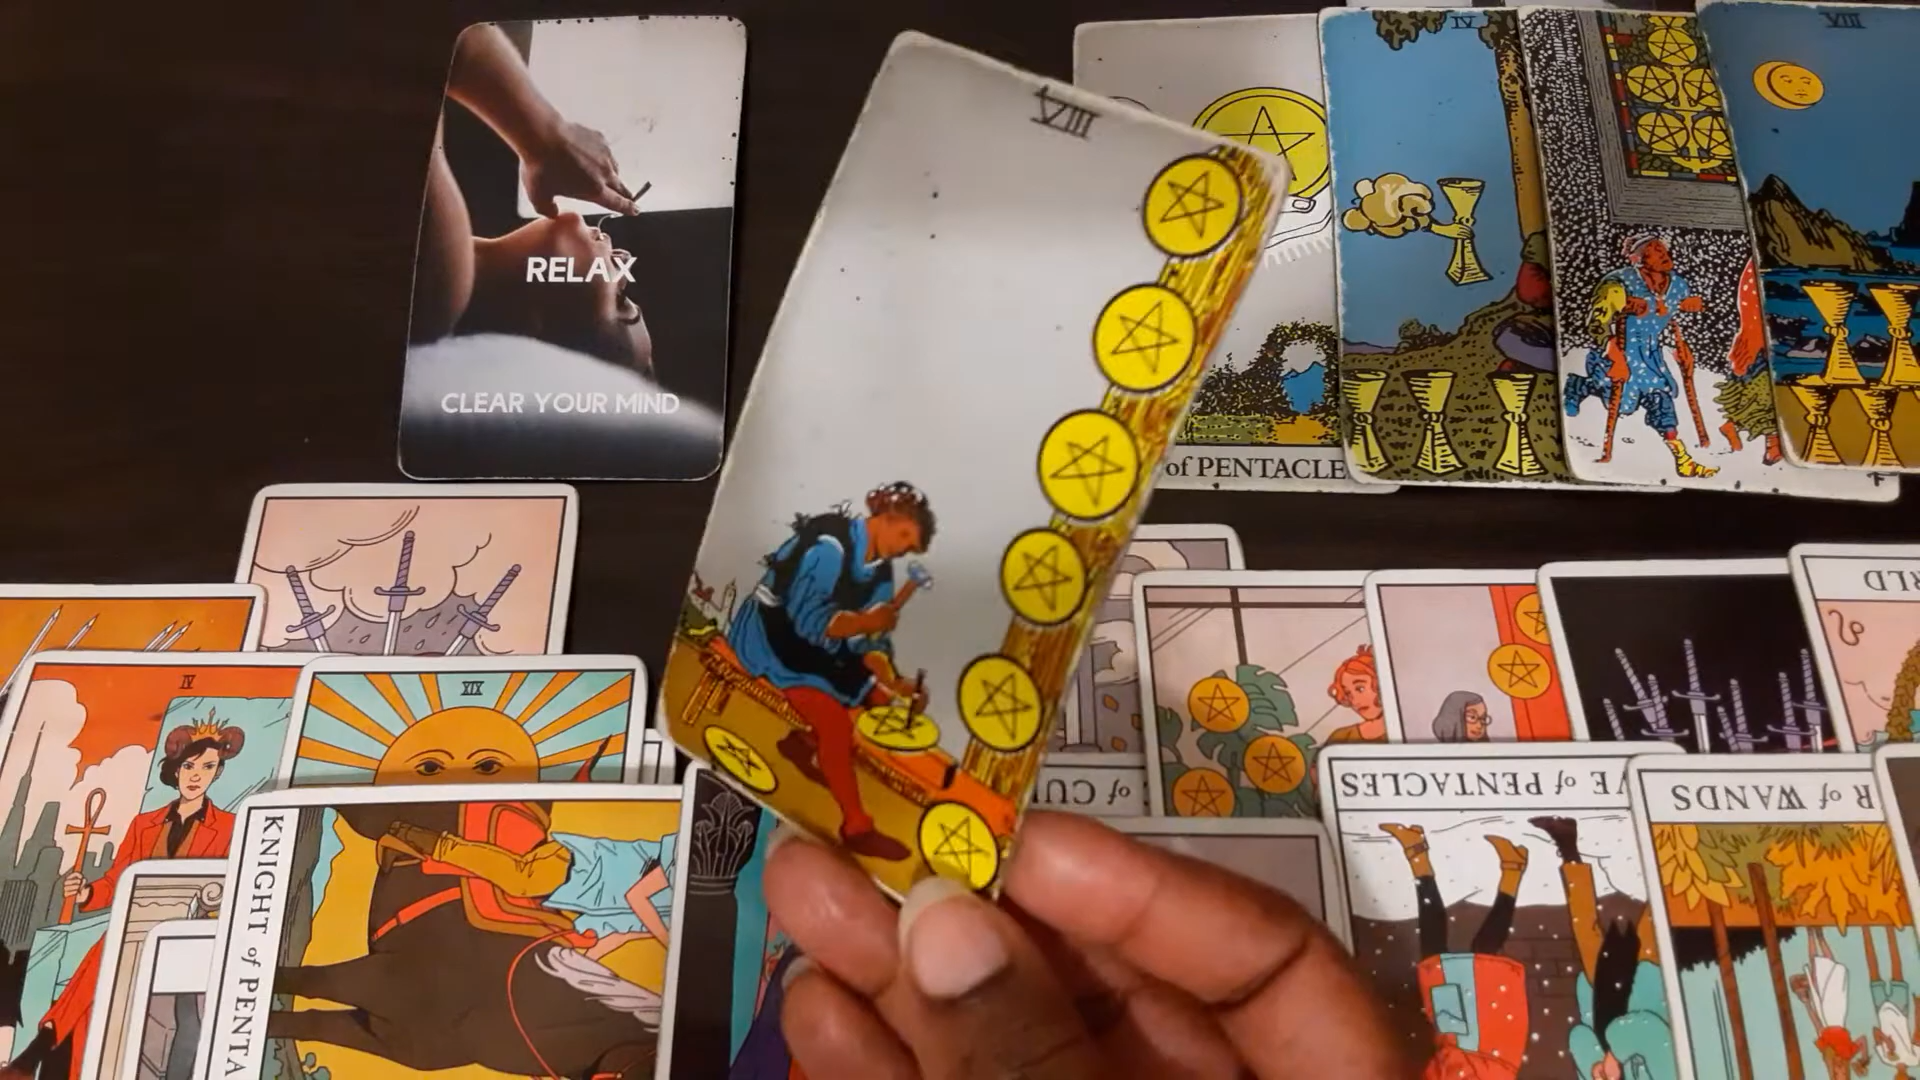 VIII
IV
VIII
RELAX
CLEAR YOUR MIND
of PENTACLE
IV
XIX
KNIGHT of PENTA
of CU
VE of PENTACLES
R of WANDS
RLD